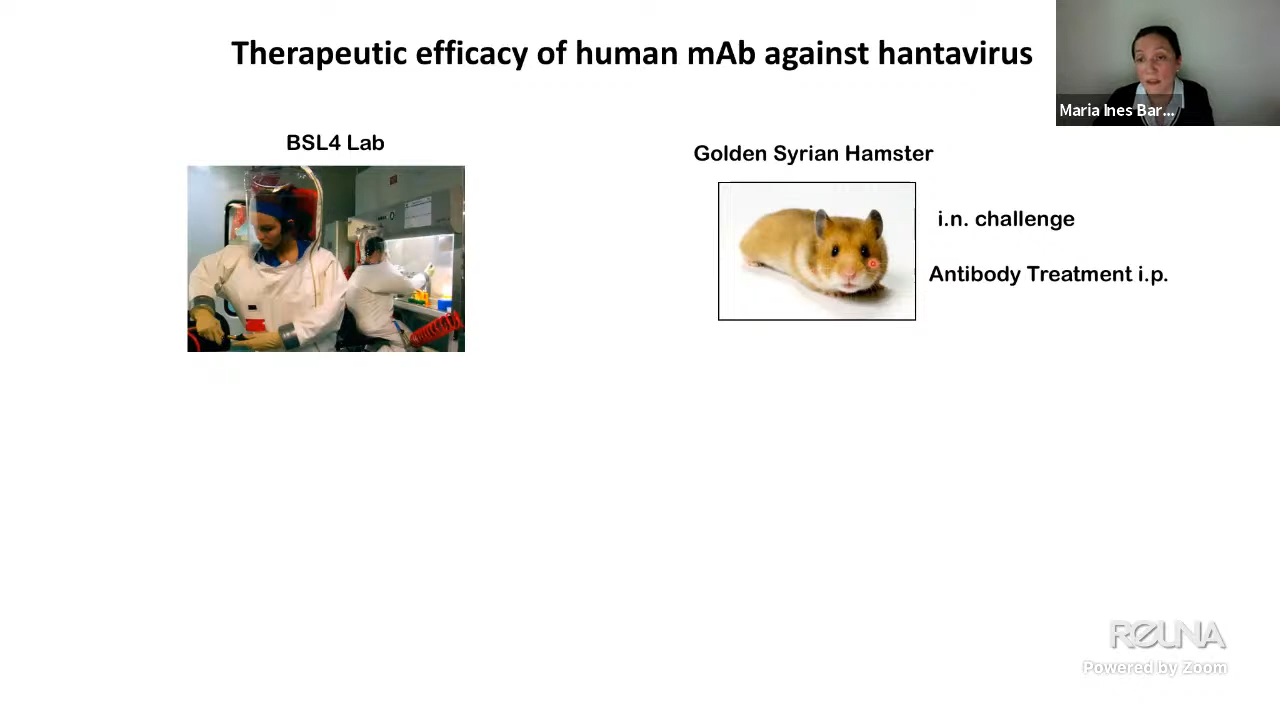 Therapeutic efficacy of human mAb against hantavirus
Maria Ines Bar...
BSL4 Lab
Golden Syrian Hamster
i.n. challenge
Antibody Treatment i.p.
REUNA
Powered by Zoom